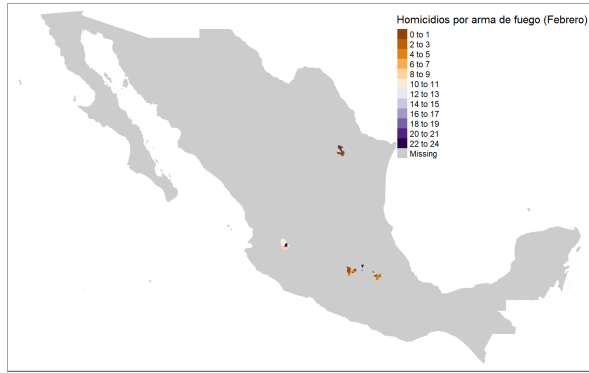 Homicidios por arma de fuego (Febrero)
0 to 1
2 to 3
4 to 5
6 to 7
8 to 9
10 to 11
12 to 13
14 to 15
16 to 17
18 to 19
20 to 21
22 to 24
Missing